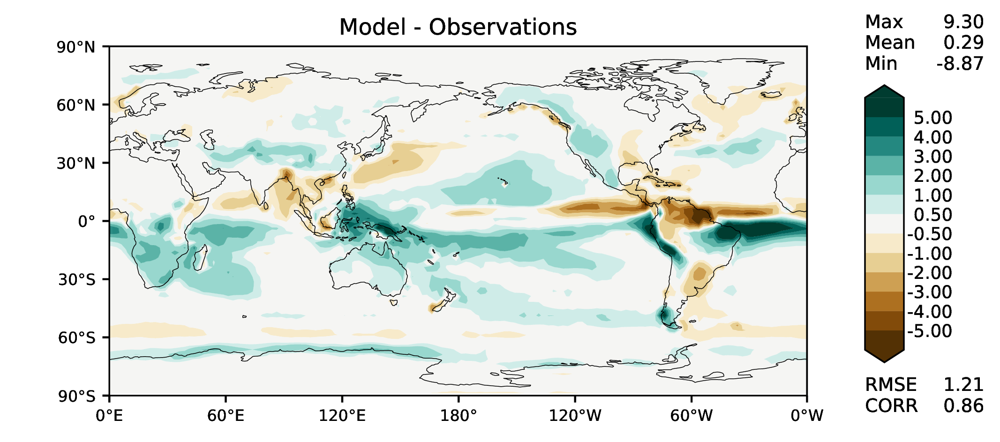 Model - Observations
Max 9.30
Mean 0.29
Min -8.87
90°N
60°N
30°N
0°
30°S
60°S
90°S
0°E 60°E 120°E 180° 120°W 60°W 0°W
5.00
4.00
3.00
2.00
1.00
0.50
-0.50
-1.00
-2.00
-3.00
-4.00
-5.00
RMSE 1.21
CORR 0.86